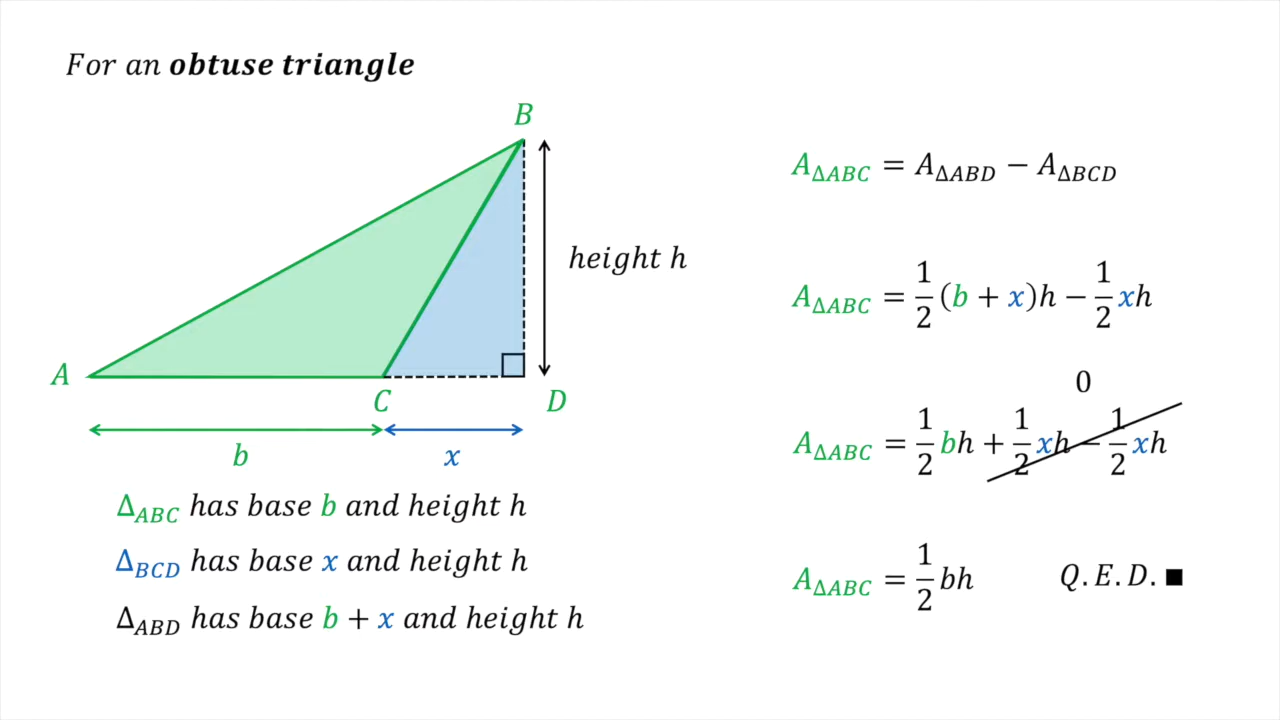 For an obtuse triangle
B
height h
A
C
D
b
x
Δ_ABC has base b and height h
Δ_BCD has base x and height h
Δ_ABD has base b + x and height h
A_ΔABC = A_ΔABD − A_ΔBCD
A_ΔABC = 1/2 (b + x)h − 1/2 xh
0
A_ΔABC = 1/2 bh + 1/2 xh − 1/2 xh
A_ΔABC = 1/2 bh Q.E.D. ■